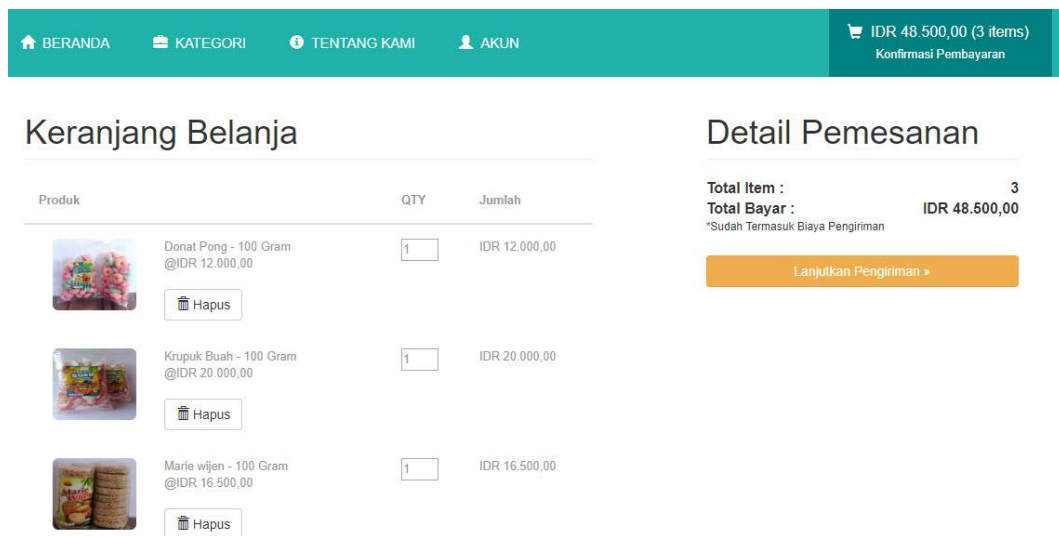 BERANDA KATEGORI TENTANG KAMI AKUN IDR 48.500,00 (3 items)
Konfirmasi Pembayaran
Keranjang Belanja
Produk QTY Jumlah
Donat Pong - 100 Gram 1 IDR 12.000,00
@IDR 12.000,00
Hapus
Krupuk Buah - 100 Gram 1 IDR 20.000,00
@IDR 20.000,00
Hapus
Marie wijen - 100 Gram 1 IDR 16.500,00
@IDR 16.500,00
Hapus
Detail Pemesanan
Total Item : 3
Total Bayar : IDR 48.500,00
*Sudah Termasuk Biaya Pengiriman
Lanjutkan Pengiriman »